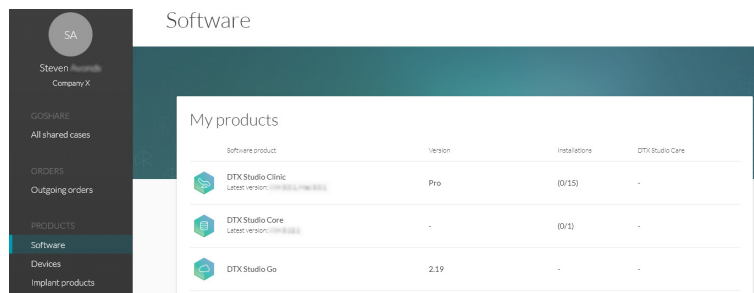 Software
SA
Steven
Company X
GOSHARE
All shared cases
ORDERS
Outgoing orders
PRODUCTS
Software
Devices
Implant products
My products
Software product Version Installations DTX Studio Care
DTX Studio Clinic Pro (0/15) -
Latest version:
DTX Studio Core - (0/1) -
Latest version:
DTX Studio Go 2.19 - -